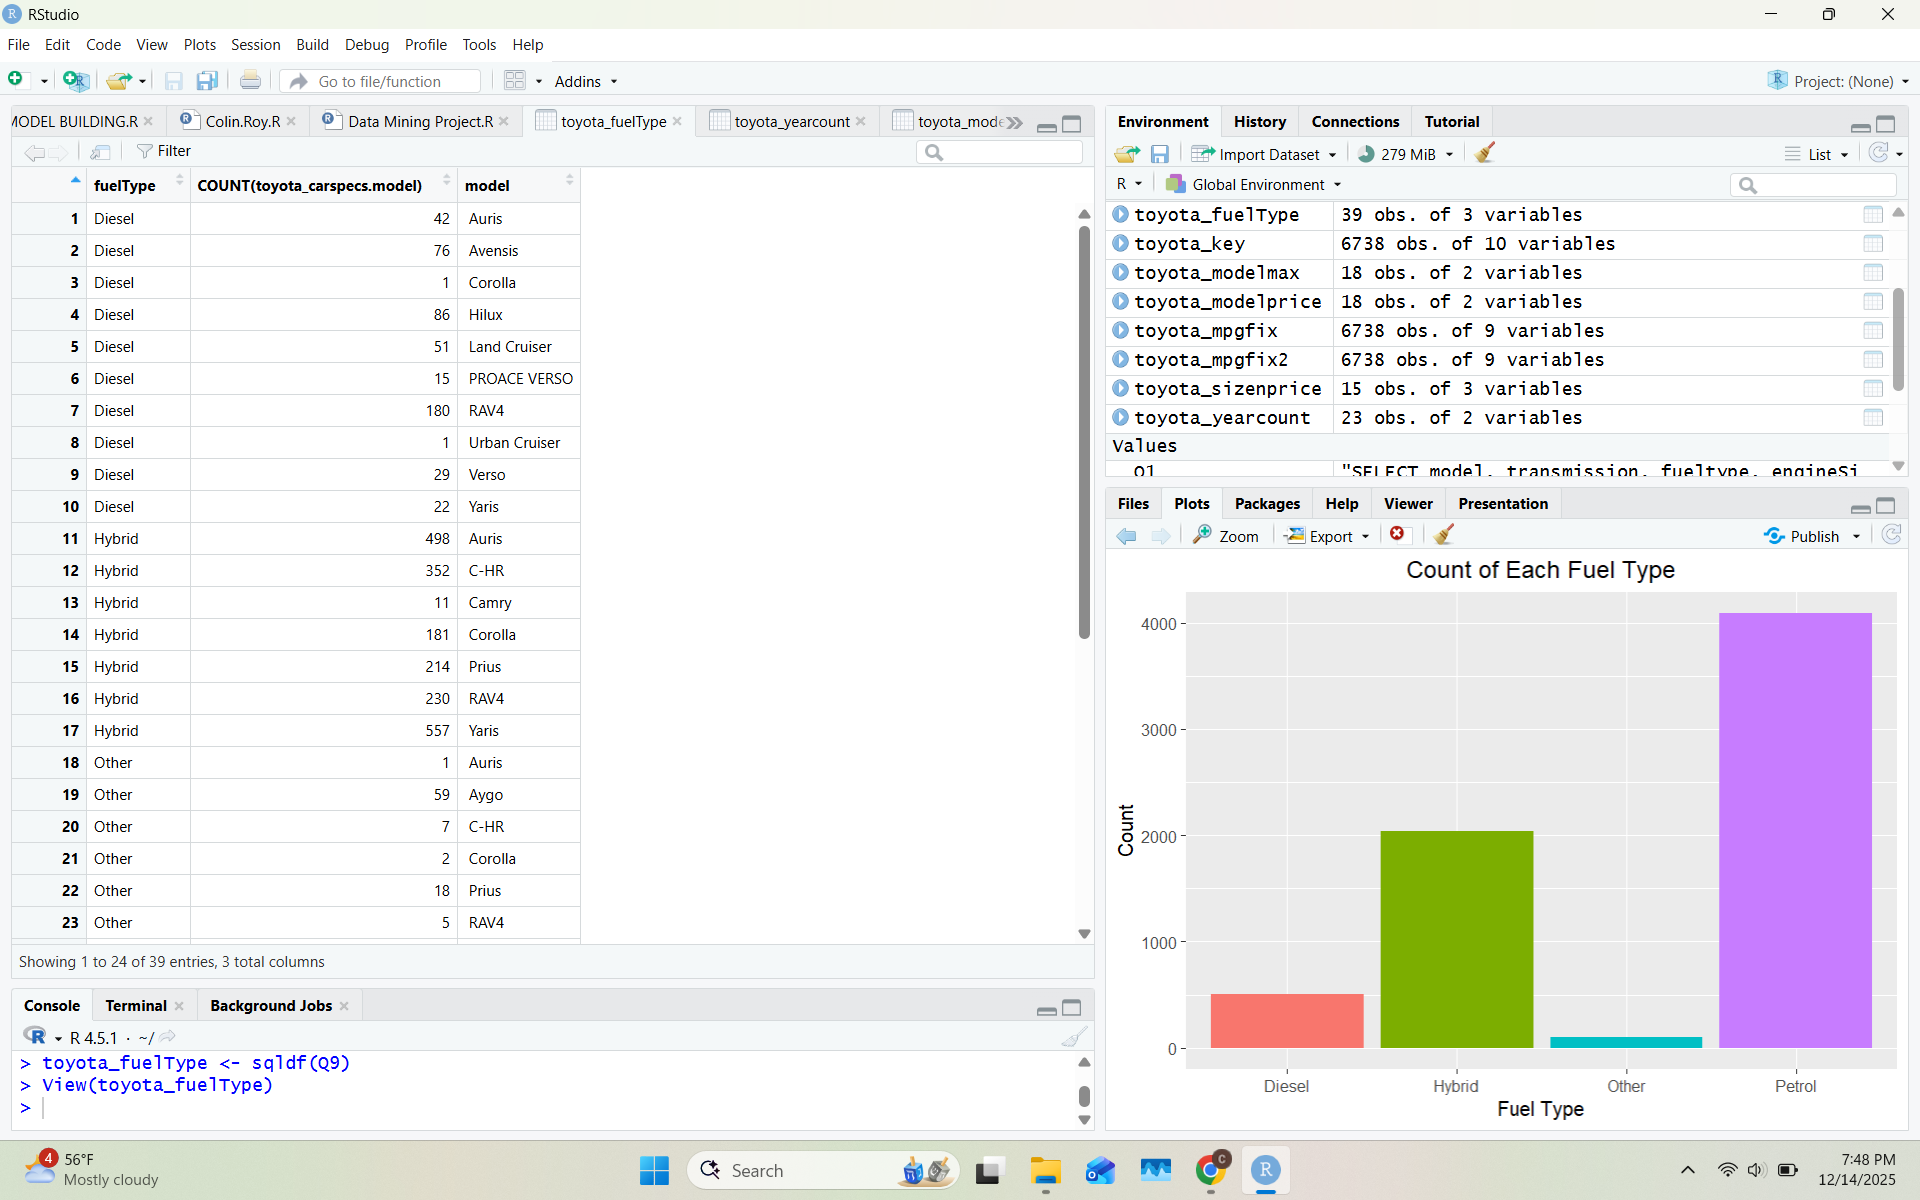 RStudio
File Edit Code View Plots Session Build Debug Profile Tools Help
Go to file/function Addins Project: (None)
MODEL BUILDING.R Colin.Roy.R Data Mining Project.R toyota_fuelType toyota_yearcount toyota_mode
Filter
fuelType COUNT(toyota_carspecs.model) model
1 Diesel 42 Auris
2 Diesel 76 Avensis
3 Diesel 1 Corolla
4 Diesel 86 Hilux
5 Diesel 51 Land Cruiser
6 Diesel 15 PROACE VERSO
7 Diesel 180 RAV4
8 Diesel 1 Urban Cruiser
9 Diesel 29 Verso
10 Diesel 22 Yaris
11 Hybrid 498 Auris
12 Hybrid 352 C-HR
13 Hybrid 11 Camry
14 Hybrid 181 Corolla
15 Hybrid 214 Prius
16 Hybrid 230 RAV4
17 Hybrid 557 Yaris
18 Other 1 Auris
19 Other 59 Aygo
20 Other 7 C-HR
21 Other 2 Corolla
22 Other 18 Prius
23 Other 5 RAV4
Showing 1 to 24 of 39 entries, 3 total columns
Console Terminal Background Jobs
R 4.5.1 · ~/
> toyota_fuelType <- sqldf(Q9)
> View(toyota_fuelType)
>
Environment History Connections Tutorial
Import Dataset 279 MiB List
R Global Environment
toyota_fuelType 39 obs. of 3 variables
toyota_key 6738 obs. of 10 variables
toyota_modelmax 18 obs. of 2 variables
toyota_modelprice 18 obs. of 2 variables
toyota_mpgfix 6738 obs. of 9 variables
toyota_mpgfix2 6738 obs. of 9 variables
toyota_sizenprice 15 obs. of 3 variables
toyota_yearcount 23 obs. of 2 variables
Values
Q1 "SELECT model, transmission, fueltype, engineSi
Files Plots Packages Help Viewer Presentation
Zoom Export Publish
Count of Each Fuel Type
4000
3000
2000
1000
0
Count
Diesel Hybrid Other Petrol
Fuel Type
4
56°F
Mostly cloudy
Search
C
7:48 PM
12/14/2025